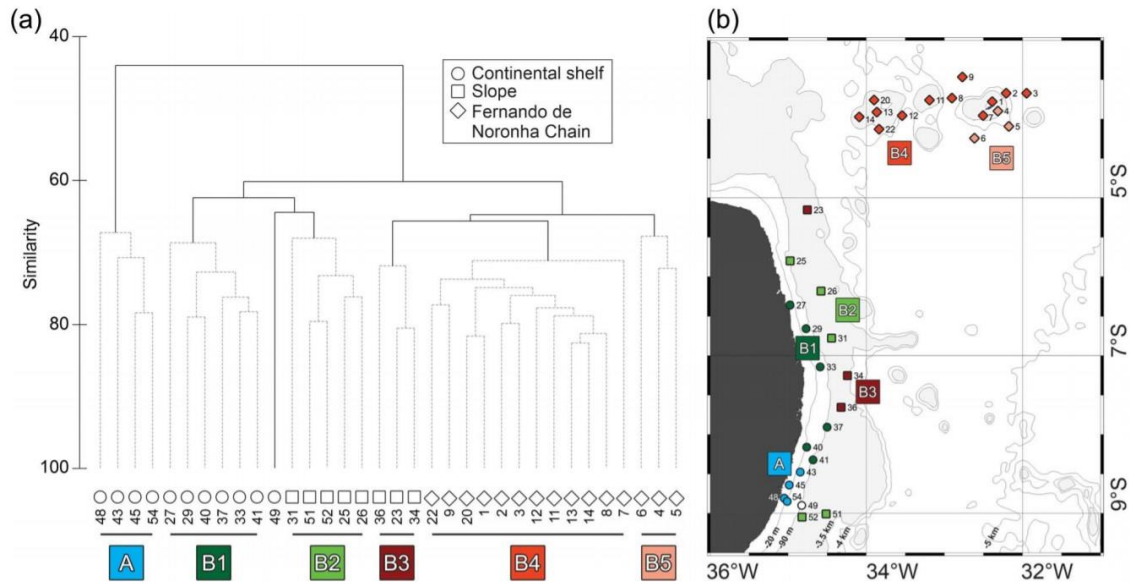 (a)
40
60
80
100
Similarity
Continental shelf
Slope
Fernando de
Noronha Chain
48 43 45 54 27 29 40 37 33 41 49 31 51 52 25 26 36 23 34 22 9 20 1 2 3 12 11 13 14 8 7 6 4 5
A B1 B2 B3 B4 B5
(b)
9
20 11 8 2 3
13 1
14 12 7 4
22 5
6
B4 B5
5°S
23
25
26
27 B2
29
31
B1
7°S
33
34
B3
36
37
40
A 41
43
45
48 54
49
52 51
9°S
-20 m -90 m -3.5 km -4 km -5 km
36°W 34°W 32°W